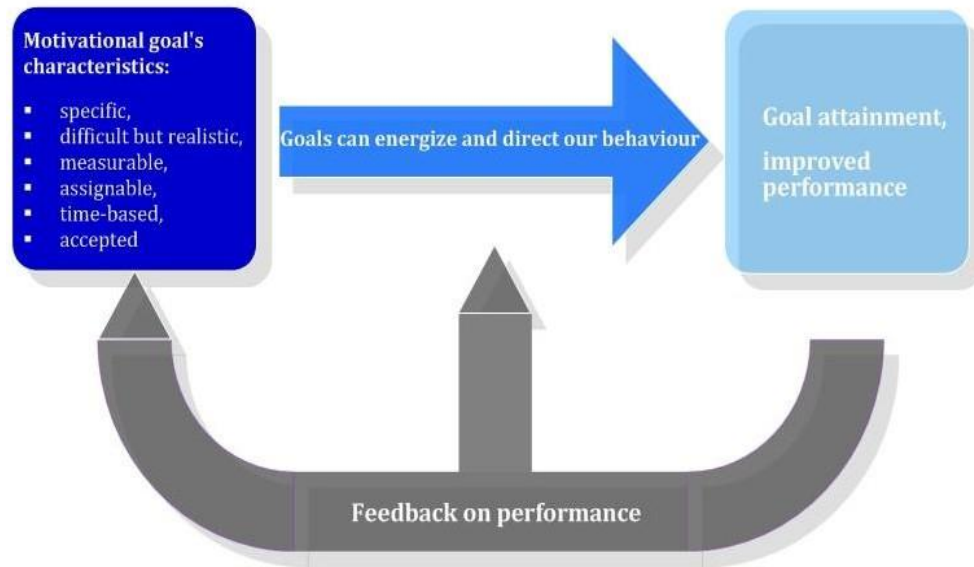 Motivational goal's
characteristics:
▪ specific,
▪ difficult but realistic,
▪ measurable,
▪ assignable,
▪ time-based,
▪ accepted
Goals can energize and direct our behaviour
Goal attainment,
improved
performance
Feedback on performance